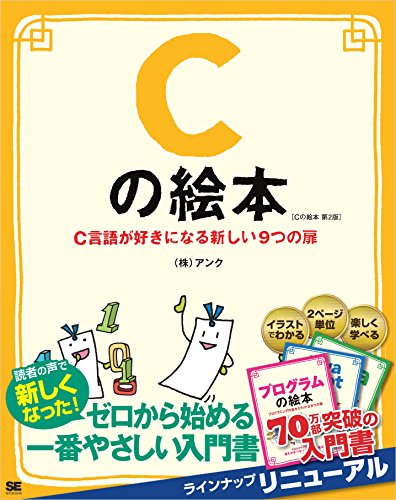 C
の絵本
[Cの絵本 第2版]
C言語が好きになる新しい9つの扉
(株)アンク
イラスト
でわかる
2ページ
単位
楽しく
学べる
読者の声で
新しく
なった!
ゼロから始める
一番やさしい入門書
プログラム
の絵本
70万部突破の
入門書
ラインナップ リニューアル
SE
SHOEISHA